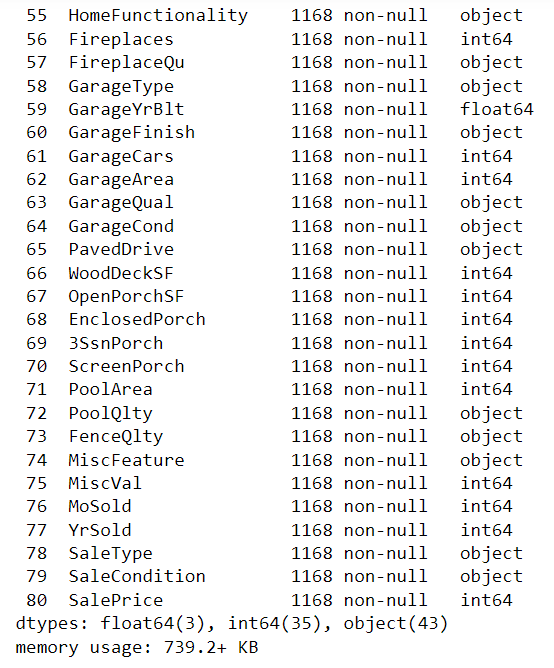 55 HomeFunctionality 1168 non-null object
56 Fireplaces 1168 non-null int64
57 FireplaceQu 1168 non-null object
58 GarageType 1168 non-null object
59 GarageYrBlt 1168 non-null float64
60 GarageFinish 1168 non-null object
61 GarageCars 1168 non-null int64
62 GarageArea 1168 non-null int64
63 GarageQual 1168 non-null object
64 GarageCond 1168 non-null object
65 PavedDrive 1168 non-null object
66 WoodDeckSF 1168 non-null int64
67 OpenPorchSF 1168 non-null int64
68 EnclosedPorch 1168 non-null int64
69 3SsnPorch 1168 non-null int64
70 ScreenPorch 1168 non-null int64
71 PoolArea 1168 non-null int64
72 PoolQlty 1168 non-null object
73 FenceQlty 1168 non-null object
74 MiscFeature 1168 non-null object
75 MiscVal 1168 non-null int64
76 MoSold 1168 non-null int64
77 YrSold 1168 non-null int64
78 SaleType 1168 non-null object
79 SaleCondition 1168 non-null object
80 SalePrice 1168 non-null int64
dtypes: float64(3), int64(35), object(43)
memory usage: 739.2+ KB